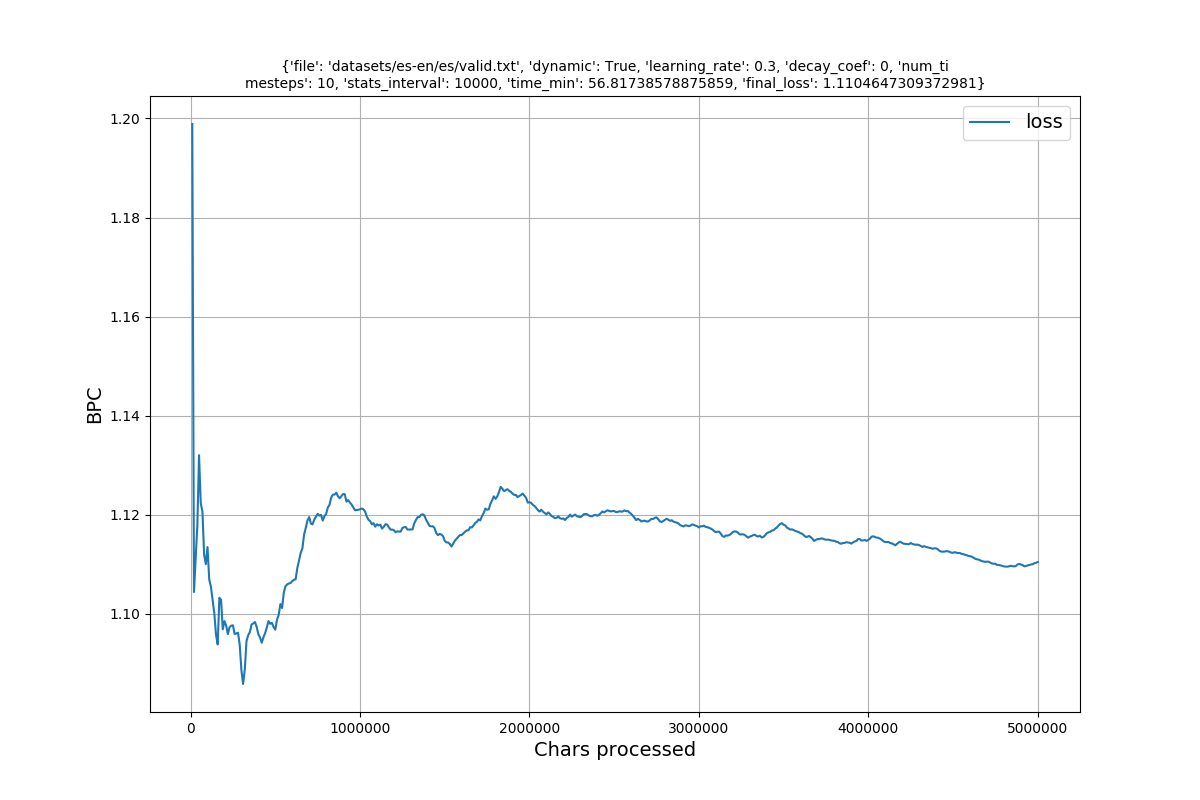 {'file': 'datasets/es-en/es/valid.txt', 'dynamic': True, 'learning_rate': 0.3, 'decay_coef': 0, 'num_ti
mesteps': 10, 'stats_interval': 10000, 'time_min': 56.81738578875859, 'final_loss': 1.1104647309372981}
loss
1.20
1.18
1.16
1.14
1.12
1.10
BPC
0 1000000 2000000 3000000 4000000 5000000
Chars processed